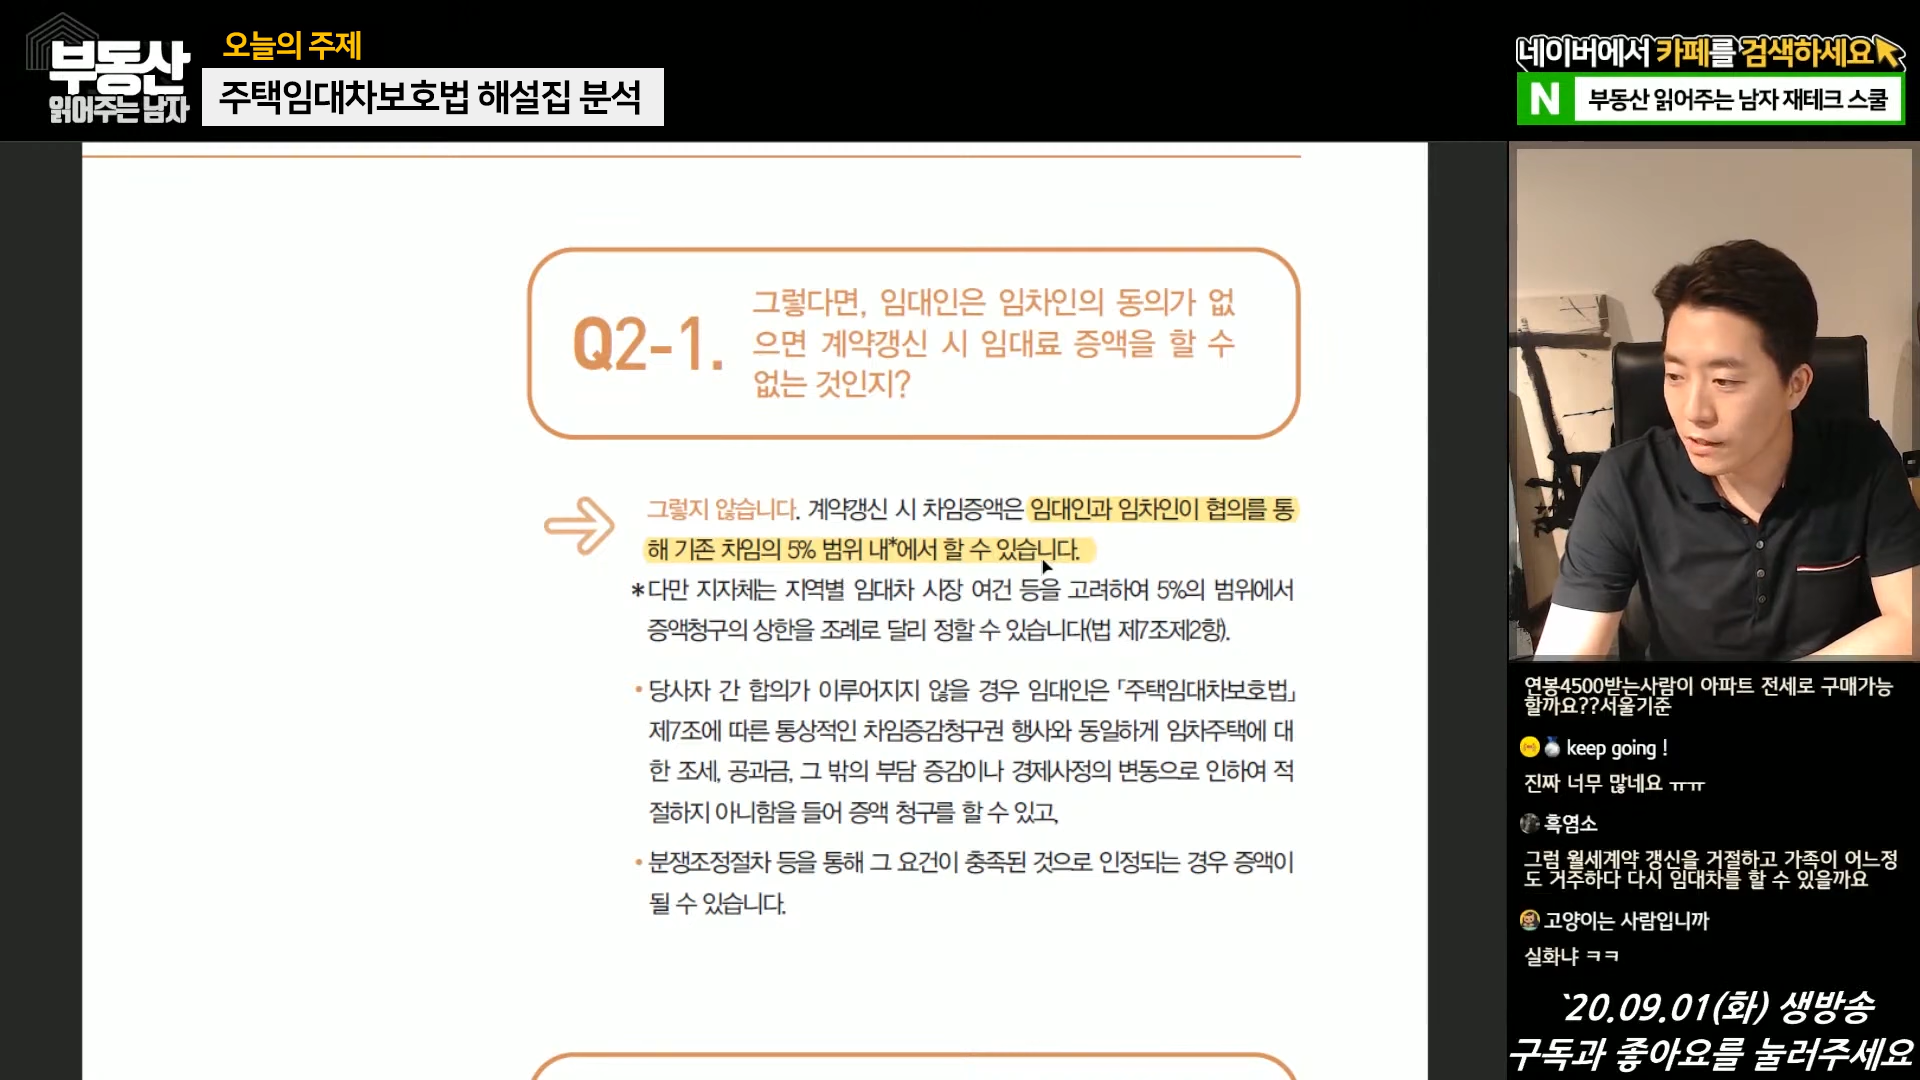 부동산
읽어주는 남자
오늘의 주제
주택임대차보호법 해설집 분석
네이버에서 카페를 검색하세요
N 부동산 읽어주는 남자 재테크 스쿨
Q2-1.
그렇다면, 임대인은 임차인의 동의가 없
으면 계약갱신 시 임대료 증액을 할 수
없는 것인지?
그렇지 않습니다. 계약갱신 시 차임증액은 임대인과 임차인이 협의를 통
해 기존 차임의 5% 범위 내*에서 할 수 있습니다.
*다만 지자체는 지역별 임대차 시장 여건 등을 고려하여 5%의 범위에서
증액청구의 상한을 조례로 달리 정할 수 있습니다(법 제7조제2항).
• 당사자 간 합의가 이루어지지 않을 경우 임대인은 「주택임대차보호법」
제7조에 따른 통상적인 차임증감청구권 행사와 동일하게 임차주택에 대
한 조세, 공과금, 그 밖의 부담 증감이나 경제사정의 변동으로 인하여 적
절하지 아니함을 들어 증액 청구를 할 수 있고,
• 분쟁조정절차 등을 통해 그 요건이 충족된 것으로 인정되는 경우 증액이
될 수 있습니다.
연봉4500받는사람이 아파트 전세로 구매가능
할까요??서울기준
keep going !
진짜 너무 많네요 ㅠㅠ
흑염소
그럼 월세계약 갱신을 거절하고 가족이 어느정
도 거주하다 다시 임대차를 할 수 있을까요
고양이는 사람입니까
실화냐 ㅋㅋ
`20.09.01(화) 생방송
구독과 좋아요를 눌러주세요